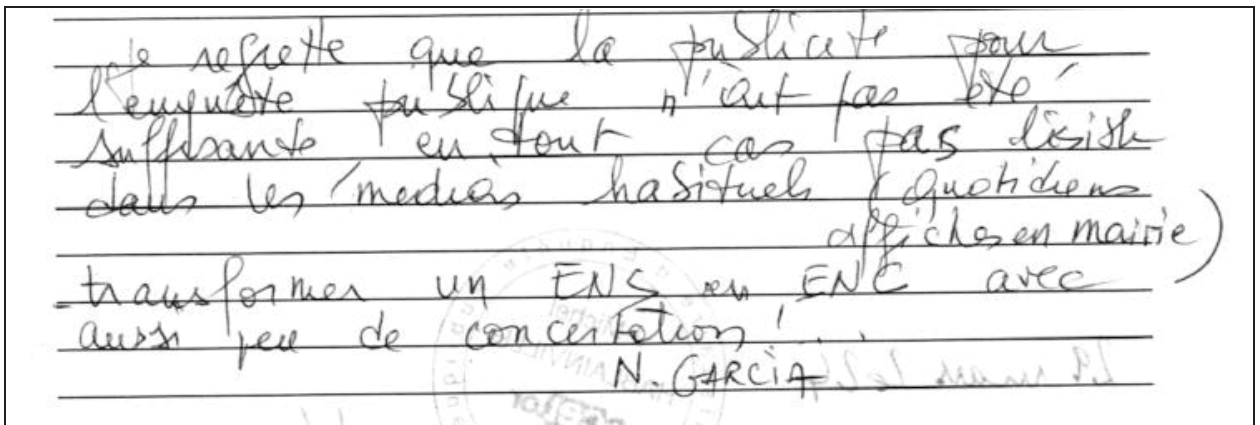 Je regrette que la publicité pour
l'enquête publique n'ait pas été
suffisante en tout cas pas lisible
dans les médias habituels (Quotidiens
affiches en mairie)
- transformer un ENS en ENC avec
aussi peu de concertation!...
N. GARCIA